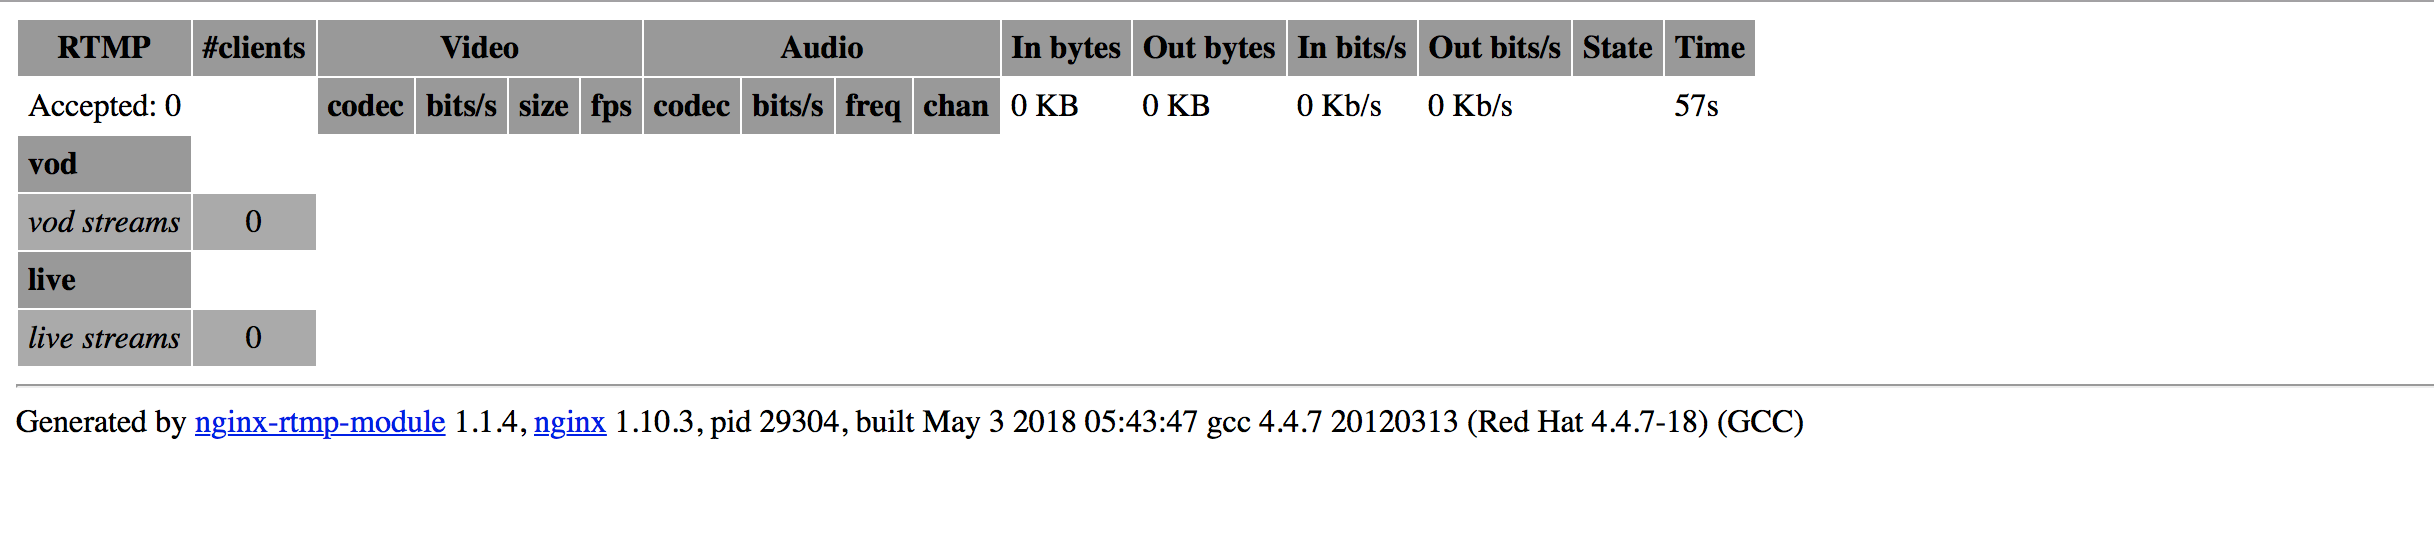 RTMP #clients Video Audio In bytes Out bytes In bits/s Out bits/s State Time
Accepted: 0 codec bits/s size fps codec bits/s freq chan 0 KB 0 KB 0 Kb/s 0 Kb/s 57s
vod
vod streams 0
live
live streams 0
Generated by nginx-rtmp-module 1.1.4, nginx 1.10.3, pid 29304, built May 3 2018 05:43:47 gcc 4.4.7 20120313 (Red Hat 4.4.7-18) (GCC)